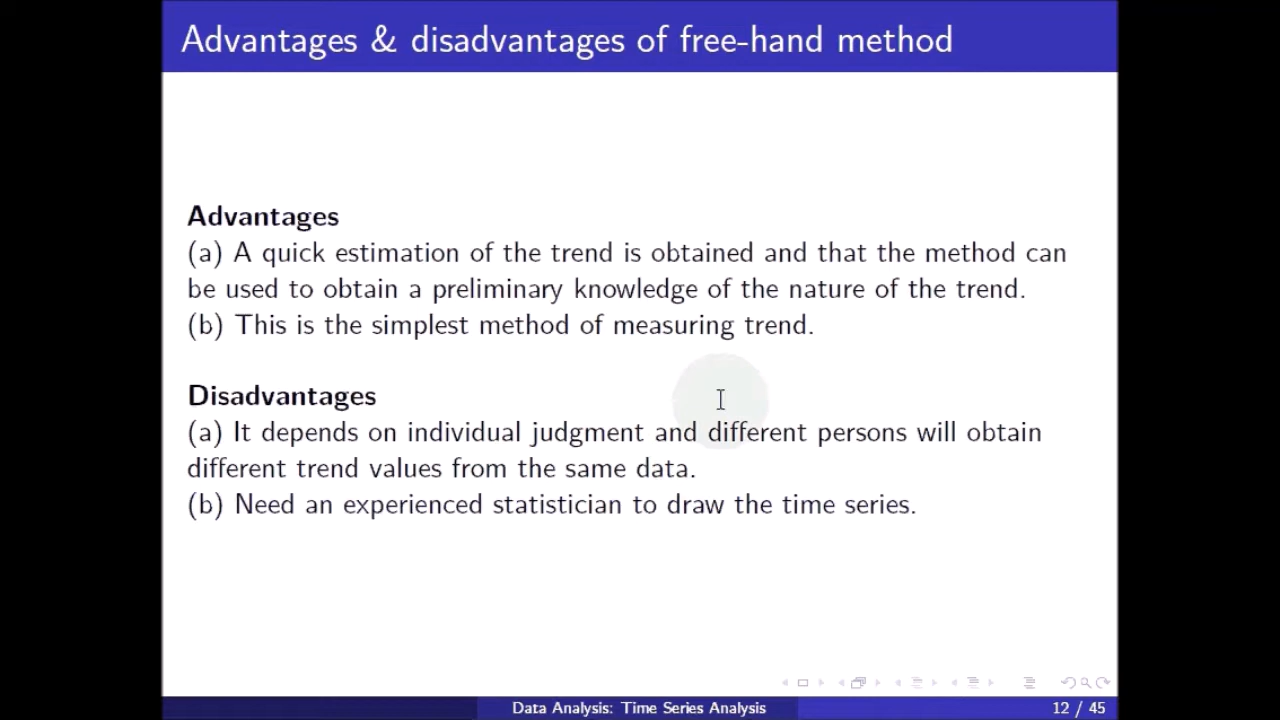 Advantages & disadvantages of free-hand method
Advantages
(a) A quick estimation of the trend is obtained and that the method can
be used to obtain a preliminary knowledge of the nature of the trend.
(b) This is the simplest method of measuring trend.
Disadvantages
(a) It depends on individual judgment and different persons will obtain
different trend values from the same data.
(b) Need an experienced statistician to draw the time series.
Data Analysis: Time Series Analysis
12 / 45